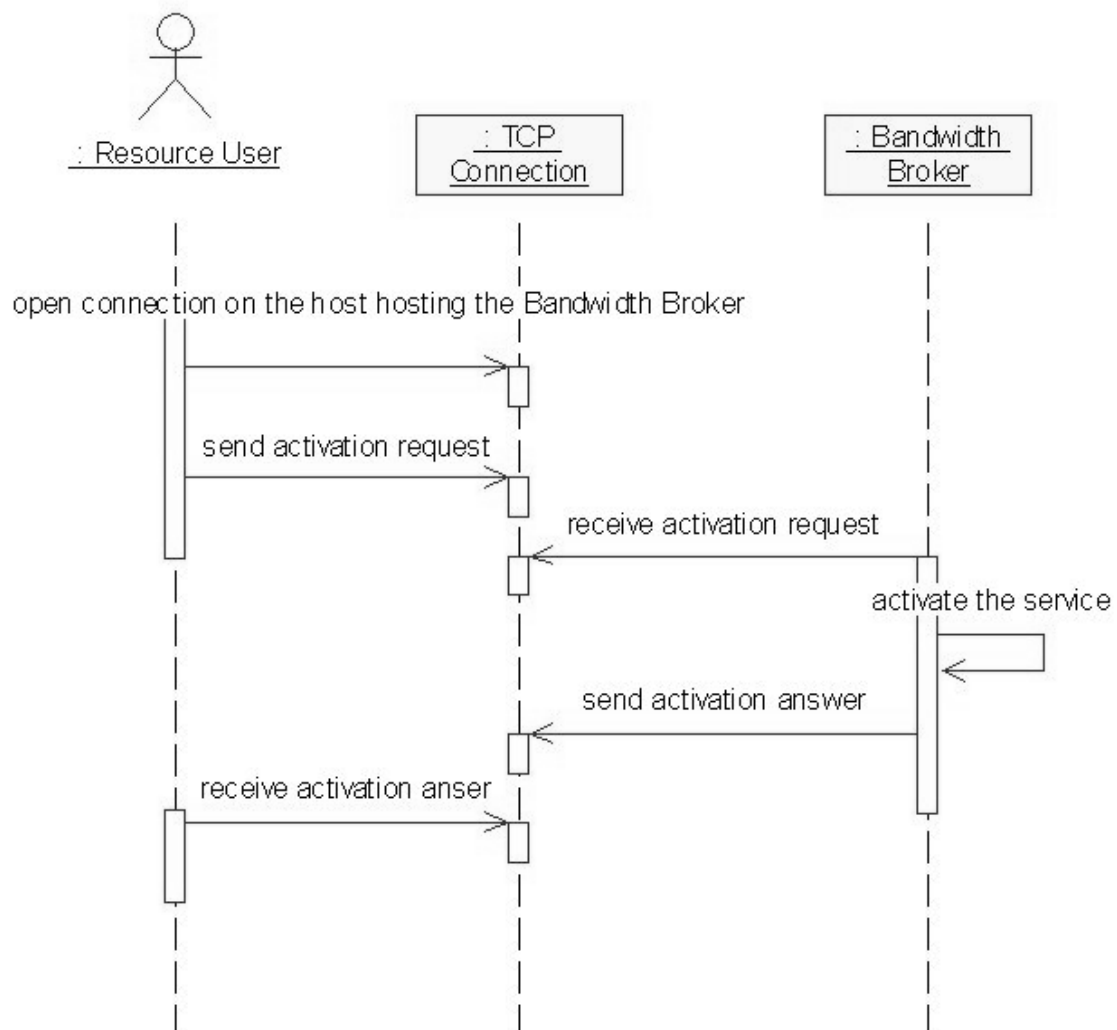 : Resource User
: TCP
Connection
: Bandwidth
Broker
open connection on the host hosting the Bandwidth Broker
send activation request
receive activation request
activate the service
send activation answer
receive activation anser